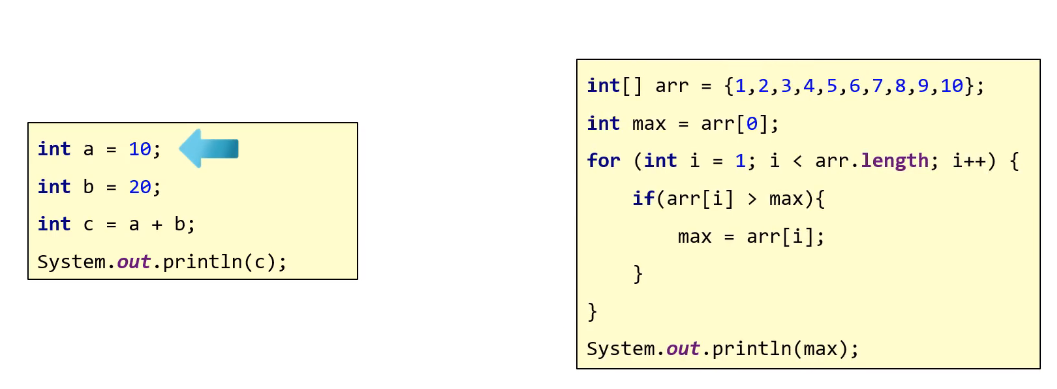 int a = 10;
int b = 20;
int c = a + b;
System.out.println(c);
int[] arr = {1,2,3,4,5,6,7,8,9,10};
int max = arr[0];
for (int i = 1; i < arr.length; i++) {
    if(arr[i] > max){
        max = arr[i];
    }
}
System.out.println(max);